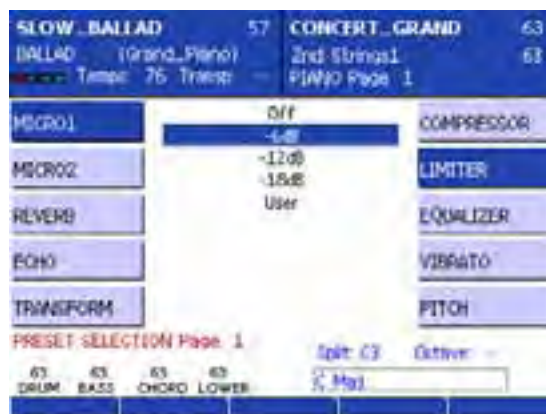 SLOW_BALLAD 57
BALLAD (Grand_Piano)
Tempo 76 Transp --
CONCERT_GRAND 63
2nd Strings1 63
PIANO Page 1
MICRO1
MICRO2
REVERB
ECHO
TRANSFORM
Off
-6dB
-12dB
-18dB
User
COMPRESSOR
LIMITER
EQUALIZER
VIBRATO
PITCH
PRESET SELECTION Page 1
Split C3 Octave -
63 63 63 63
DRUM BASS CHORD LOWER
C Maj